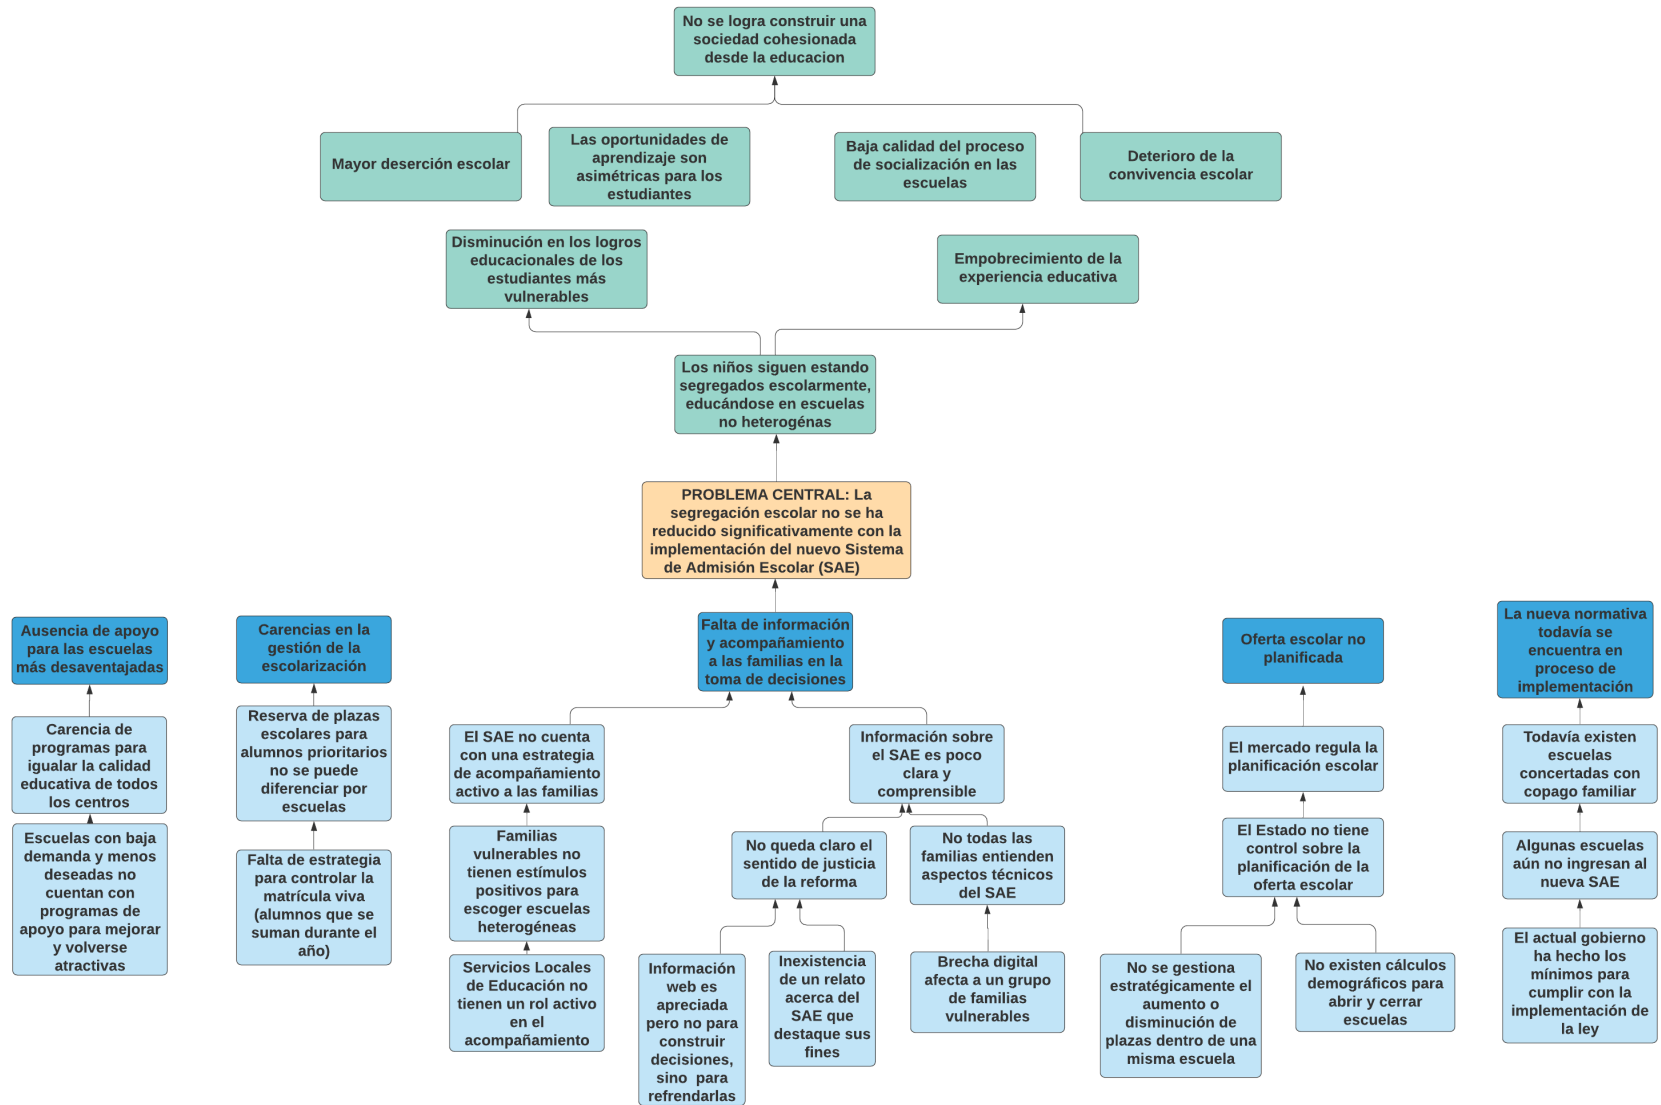 No se logra construir una
sociedad cohesionada
desde la educacion
Mayor deserción escolar
Las oportunidades de
aprendizaje son
asimétricas para los
estudiantes
Baja calidad del proceso
de socialización en las
escuelas
Deterioro de la
convivencia escolar
Disminución en los logros
educacionales de los
estudiantes más
vulnerables
Empobrecimiento de la
experiencia educativa
Los niños siguen estando
segregados escolarmente,
educándose en escuelas
no heterogénas
PROBLEMA CENTRAL: La
segregación escolar no se ha
reducido significativamente con la
implementación del nuevo Sistema
de Admisión Escolar (SAE)
Ausencia de apoyo
para las escuelas
más desaventajadas
Carencias en la
gestión de la
escolarización
Falta de información
y acompañamiento
a las familias en la
toma de decisiones
Oferta escolar no
planificada
La nueva normativa
todavía se
encuentra en
proceso de
implementación
Carencia de
programas para
igualar la calidad
educativa de todos
los centros
Reserva de plazas
escolares para
alumnos prioritarios
no se puede
diferenciar por
escuelas
El SAE no cuenta
con una estrategia
de acompañamiento
activo a las familias
Información sobre
el SAE es poco
clara y
comprensible
El mercado regula la
planificación escolar
Todavía existen
escuelas
concertadas con
copago familiar
Escuelas con baja
demanda y menos
deseadas no
cuentan con
programas de
apoyo para mejorar
y volverse
atractivas
Falta de estrategia
para controlar la
matrícula viva
(alumnos que se
suman durante el
año)
Familias
vulnerables no
tienen estímulos
positivos para
escoger escuelas
heterogéneas
No queda claro el
sentido de justicia
de la reforma
No todas las
familias entienden
aspectos técnicos
del SAE
El Estado no tiene
control sobre la
planificación de la
oferta escolar
Algunas escuelas
aún no ingresan al
nueva SAE
Servicios Locales
de Educación no
tienen un rol activo
en el
acompañamiento
Información
web es
apreciada
pero no para
construir
decisiones,
sino para
refrendarlas
Inexistencia
de un relato
acerca del
SAE que
destaque sus
fines
Brecha digital
afecta a un grupo
de familias
vulnerables
No se gestiona
estratégicamente el
aumento o
disminución de
plazas dentro de una
misma escuela
No existen cálculos
demográficos para
abrir y cerrar
escuelas
El actual gobierno
ha hecho los
mínimos para
cumplir con la
implementación de
la ley